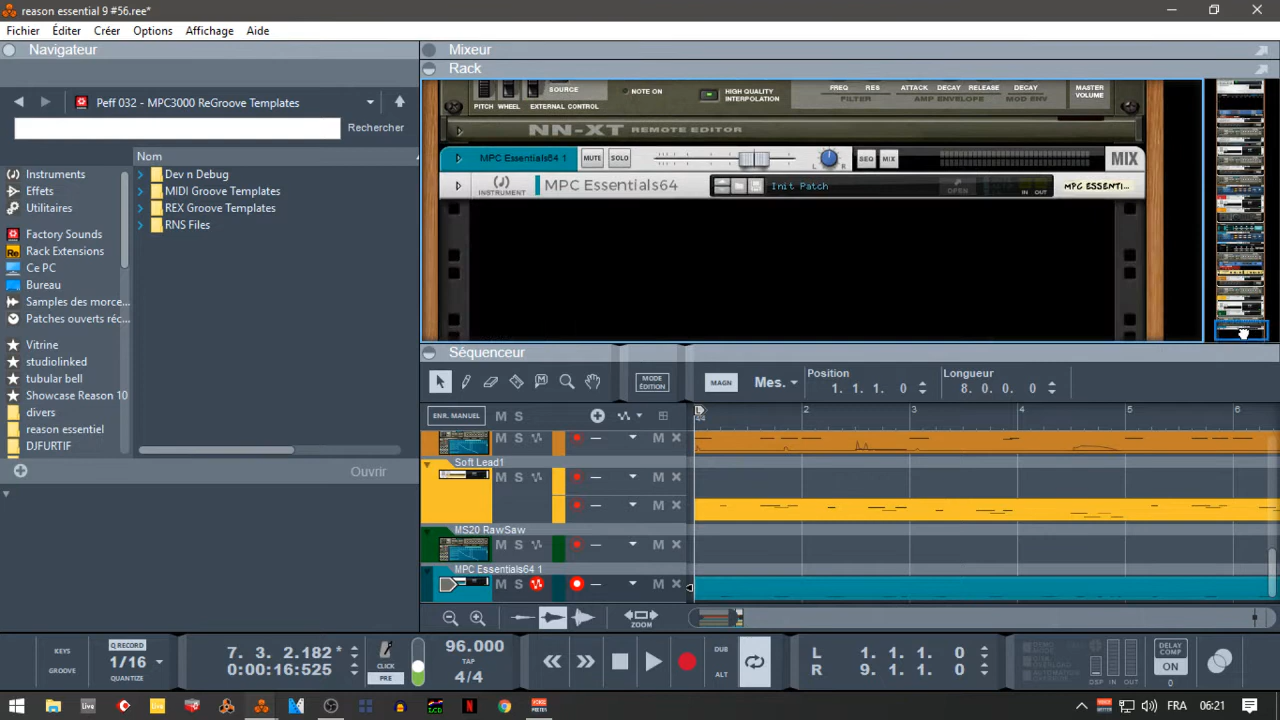 reason essential 9 #56.ree*
Fichier Éditer Créer Options Affichage Aide
Navigateur
Peff 032 - MPC3000 ReGroove Templates
Rechercher
Nom
Instruments
Effets
Utilitaires
Factory Sounds
Rack Extensions
Ce PC
Bureau
Samples des morce...
Patches ouverts réc...
Vitrine
studiolinked
tubular bell
Showcase Reason 10
divers
reason essentiel
DJFURTIF
Dev n Debug
MIDI Groove Templates
REX Groove Templates
RNS Files
Ouvrir
Mixeur
Rack
SOURCE
PITCH WHEEL EXTERNAL CONTROL
NOTE ON
HIGH QUALITY INTERPOLATION
FREQ RES ATTACK DECAY RELEASE DECAY
FILTER AMP ENVELOPE MOD ENV
MASTER VOLUME
NN-XT REMOTE EDITOR
MPC Essentials64 1 MUTE SOLO L R SEQ MIX MIX
INSTRUMENT MPC Essentials64 Init Patch OPEN IN OUT MPC ESSENTI...
Séquenceur
MODE ÉDITION
MAGN Mes.
Position
1. 1. 1. 0
Longueur
8. 0. 0. 0
ENR. MANUEL M S
4/4 2 3 4 5 6
M S M
Soft Lead1
M S M
M
MS20 RawSaw
M S M
MPC Essentials64 1
M S M
ZOOM
KEYS
GROOVE
Q RECORD
1/16
QUANTIZE
7. 3. 2.182 *
0:00:16:525
CLICK
PRE
96.000
TAP
4/4
DUB
ALT
L 1. 1. 1. 0
R 9. 1. 1. 0
DSP IN OUT
DELAY COMP
ON
0
FRA 06:21